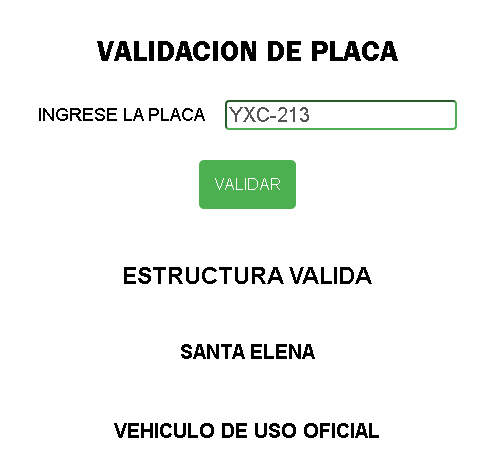 VALIDACION DE PLACA
INGRESE LA PLACA YXC-213
VALIDAR
ESTRUCTURA VALIDA
SANTA ELENA
VEHICULO DE USO OFICIAL